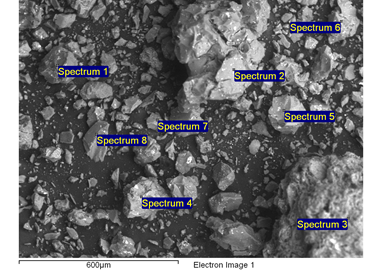 Spectrum 6
Spectrum 1
Spectrum 2
Spectrum 5
Spectrum 7
Spectrum 8
Spectrum 4
Spectrum 3
600µm
Electron Image 1